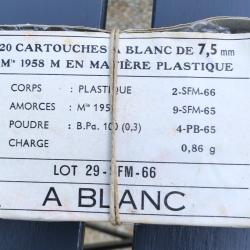 20 CARTOUCHES A BLANC DE 7,5 mm
Mle 1958 M EN MATIÈRE PLASTIQUE
CORPS : PLASTIQUE 2-SFM-66
AMORCES : Mle 195 9-SFM-65
POUDRE : B.Pa. 100 (0,3) 4-PB-65
CHARGE 0,86 g
LOT 29-SFM-66
A BLANC